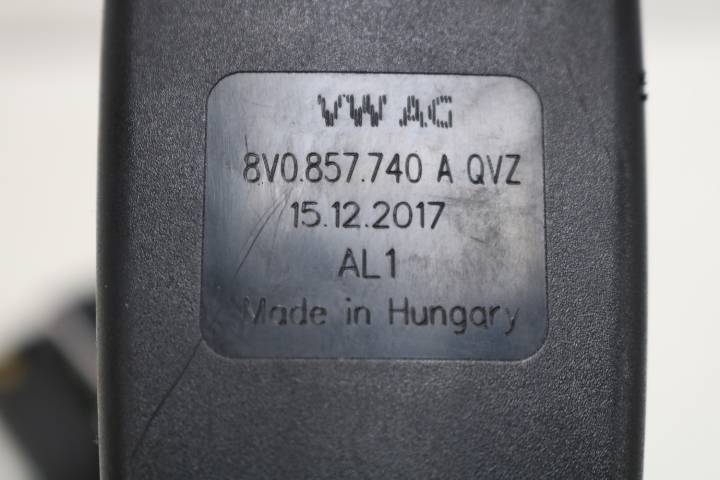 VW AG
8V0.857.740 A QVZ
15.12.2017
AL1
Made in Hungary